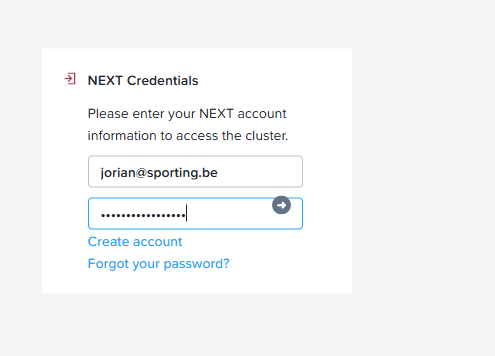 NEXT Credentials
Please enter your NEXT account
information to access the cluster.
jorian@sporting.be
•••••••••••••••••
Create account
Forgot your password?